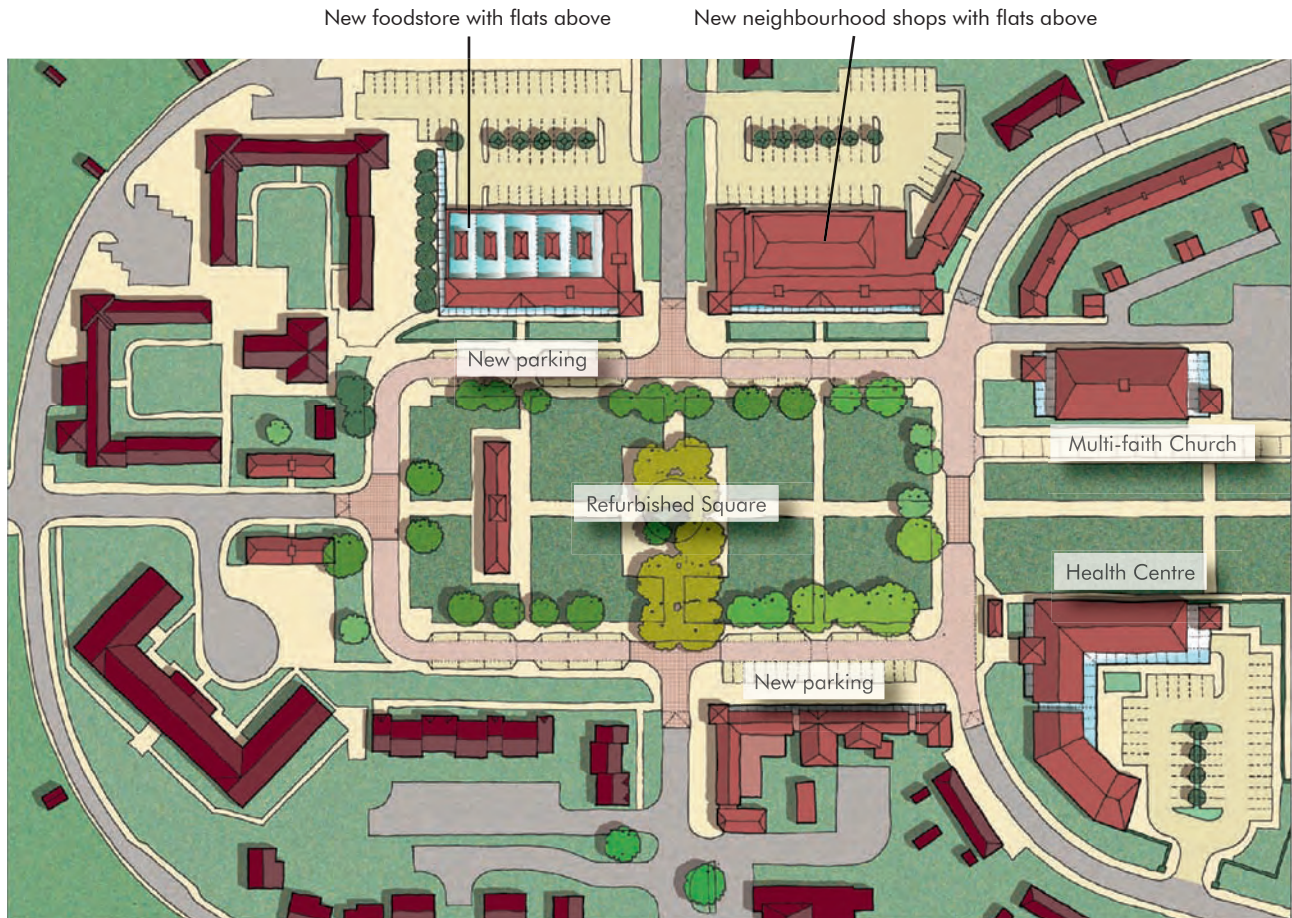 New foodstore with flats above
New neighbourhood shops with flats above
New parking
Multi-faith Church
Refurbished Square
Health Centre
New parking